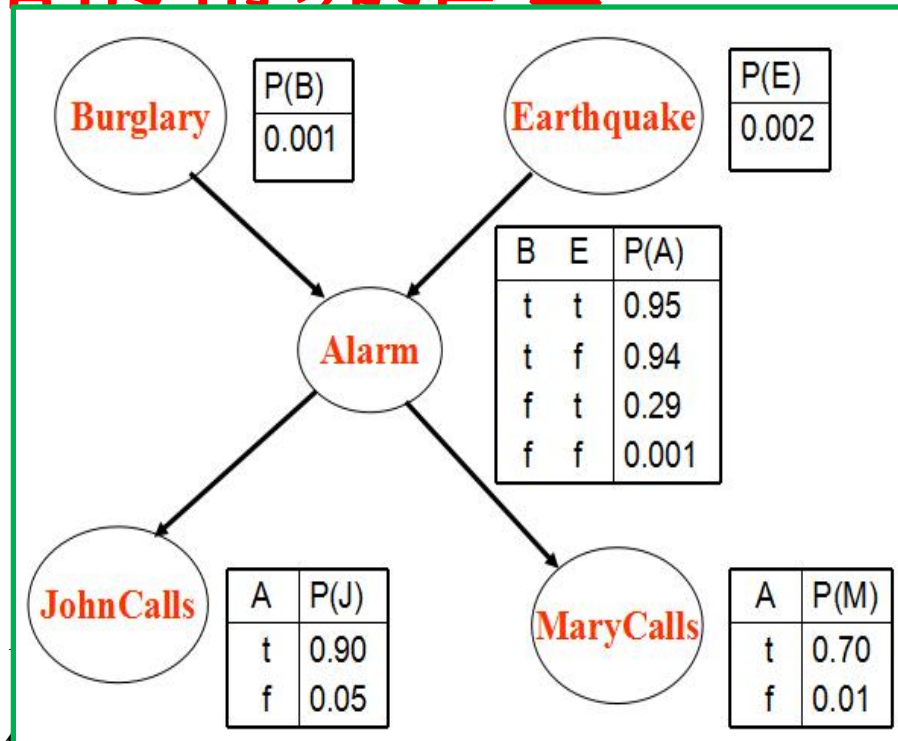 Burglary
P(B)
0.001
Earthquake
P(E)
0.002
B E P(A)
t t 0.95
t f 0.94
f t 0.29
f f 0.001
Alarm
JohnCalls
A P(J)
t 0.90
f 0.05
MaryCalls
A P(M)
t 0.70
f 0.01